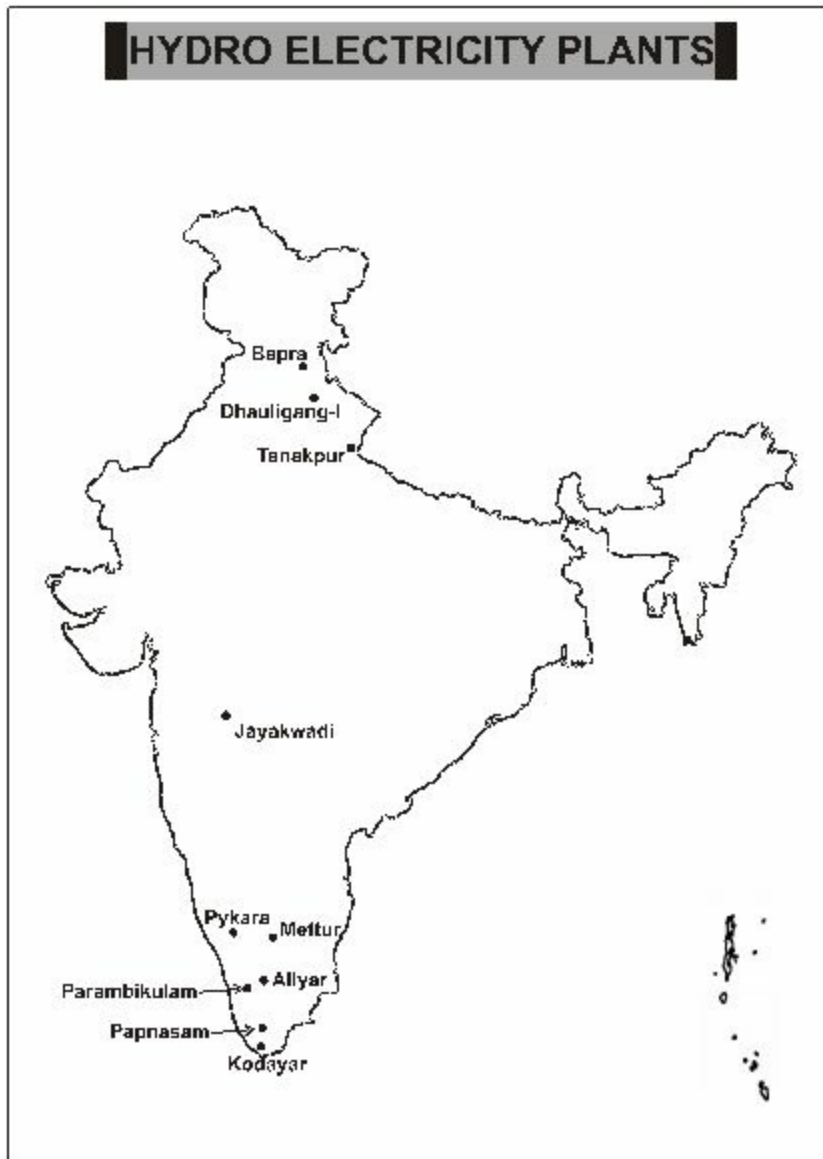 HYDRO ELECTRICITY PLANTS
Bapra
Dhauligang-I
Tanakpur
Jayakwadi
Pykara
Mettur
Aliyar
Parambikulam
Papnasam
Kodayar